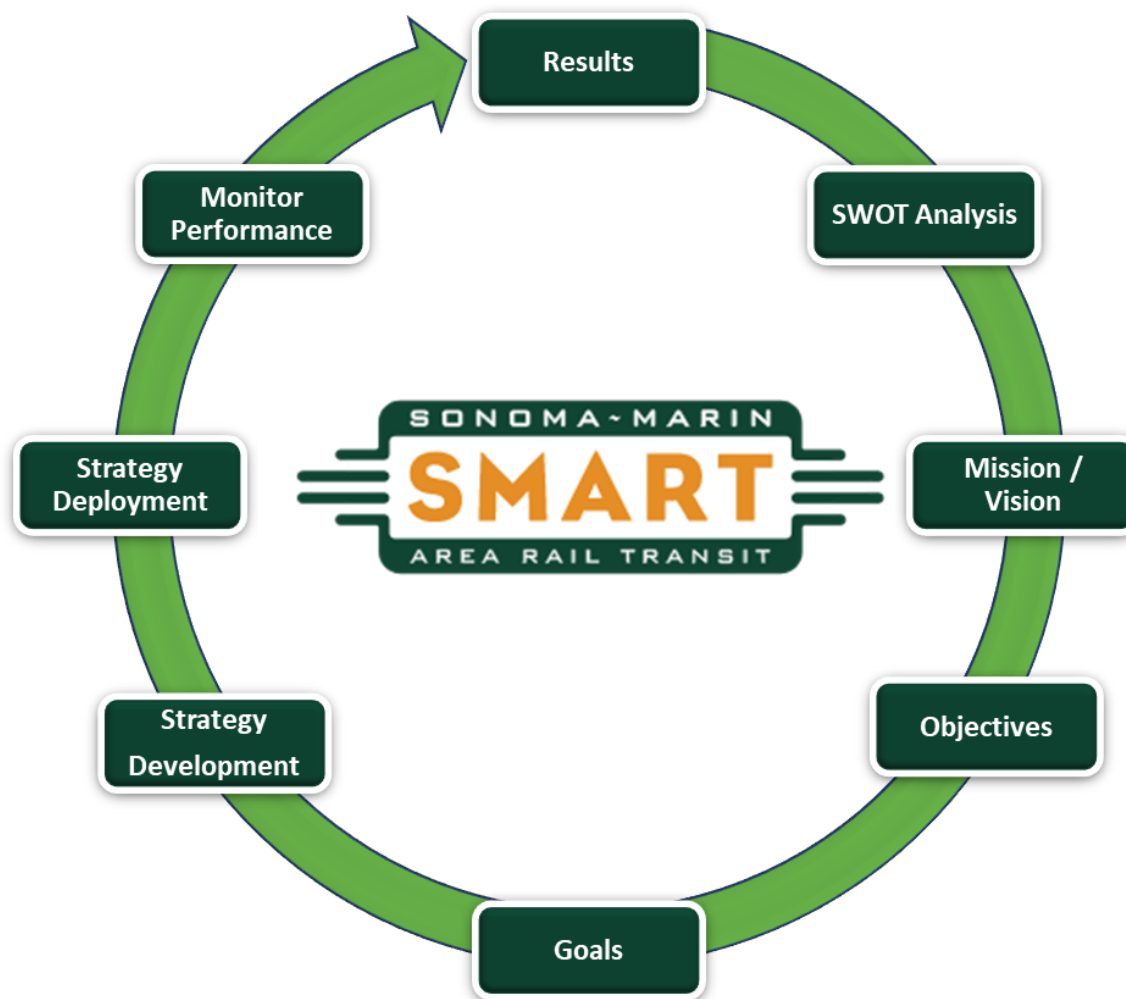 Results
SWOT Analysis
Mission /
Vision
Objectives
Goals
Strategy
Development
Strategy
Deployment
Monitor
Performance
SONOMA~MARIN
SMART
AREA RAIL TRANSIT